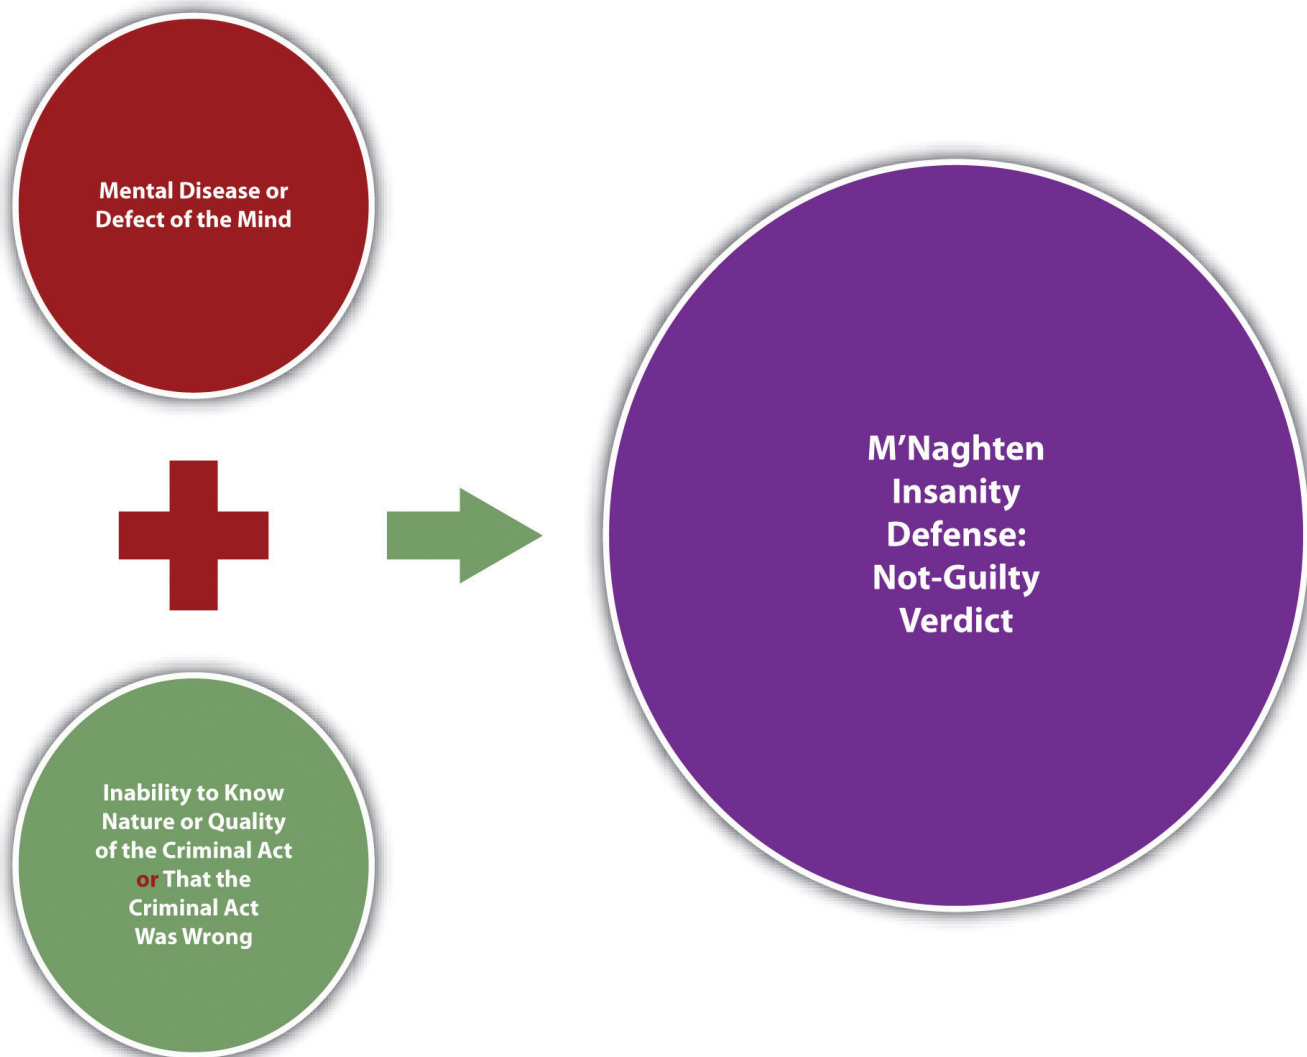 Mental Disease or
Defect of the Mind
Inability to Know
Nature or Quality
of the Criminal Act
or That the
Criminal Act
Was Wrong
M’Naghten
Insanity
Defense:
Not-Guilty
Verdict